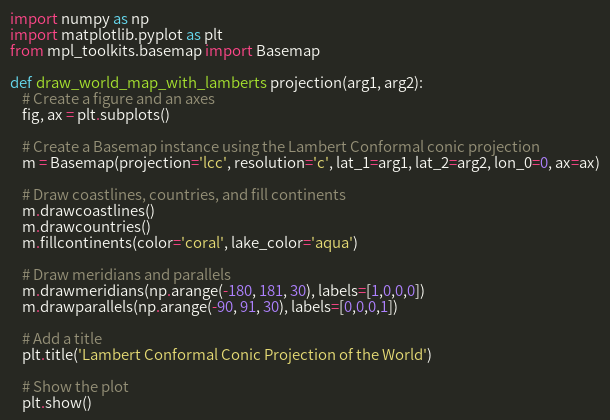 import numpy as np
import matplotlib.pyplot as plt
from mpl_toolkits.basemap import Basemap
def draw_world_map_with_lamberts projection(arg1, arg2):
# Create a figure and an axes
fig, ax = plt.subplots()
# Create a Basemap instance using the Lambert Conformal conic projection
m = Basemap(projection='lcc', resolution='c', lat_1=arg1, lat_2=arg2, lon_0=0, ax=ax)
# Draw coastlines, countries, and fill continents
m.drawcoastlines()
m.drawcountries()
m.fillcontinents(color='coral', lake_color='aqua')
# Draw meridians and parallels
m.drawmeridians(np.arange(-180, 181, 30), labels=[1,0,0,0])
m.drawparallels(np.arange(-90, 91, 30), labels=[0,0,0,1])
# Add a title
plt.title('Lambert Conformal Conic Projection of the World')
# Show the plot
plt.show()